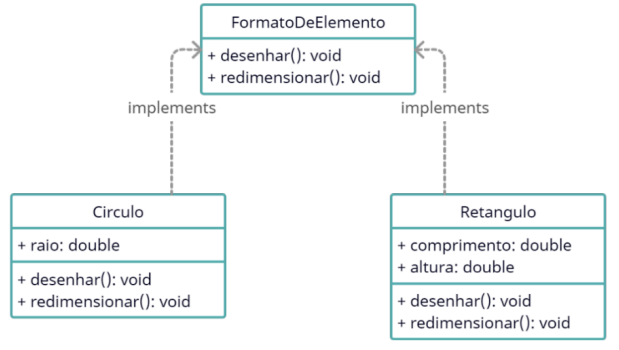 FormatoDeElemento
+ desenhar(): void
+ redimensionar(): void
implements
implements
Circulo
+ raio: double
+ desenhar(): void
+ redimensionar(): void
Retangulo
+ comprimento: double
+ altura: double
+ desenhar(): void
+ redimensionar(): void